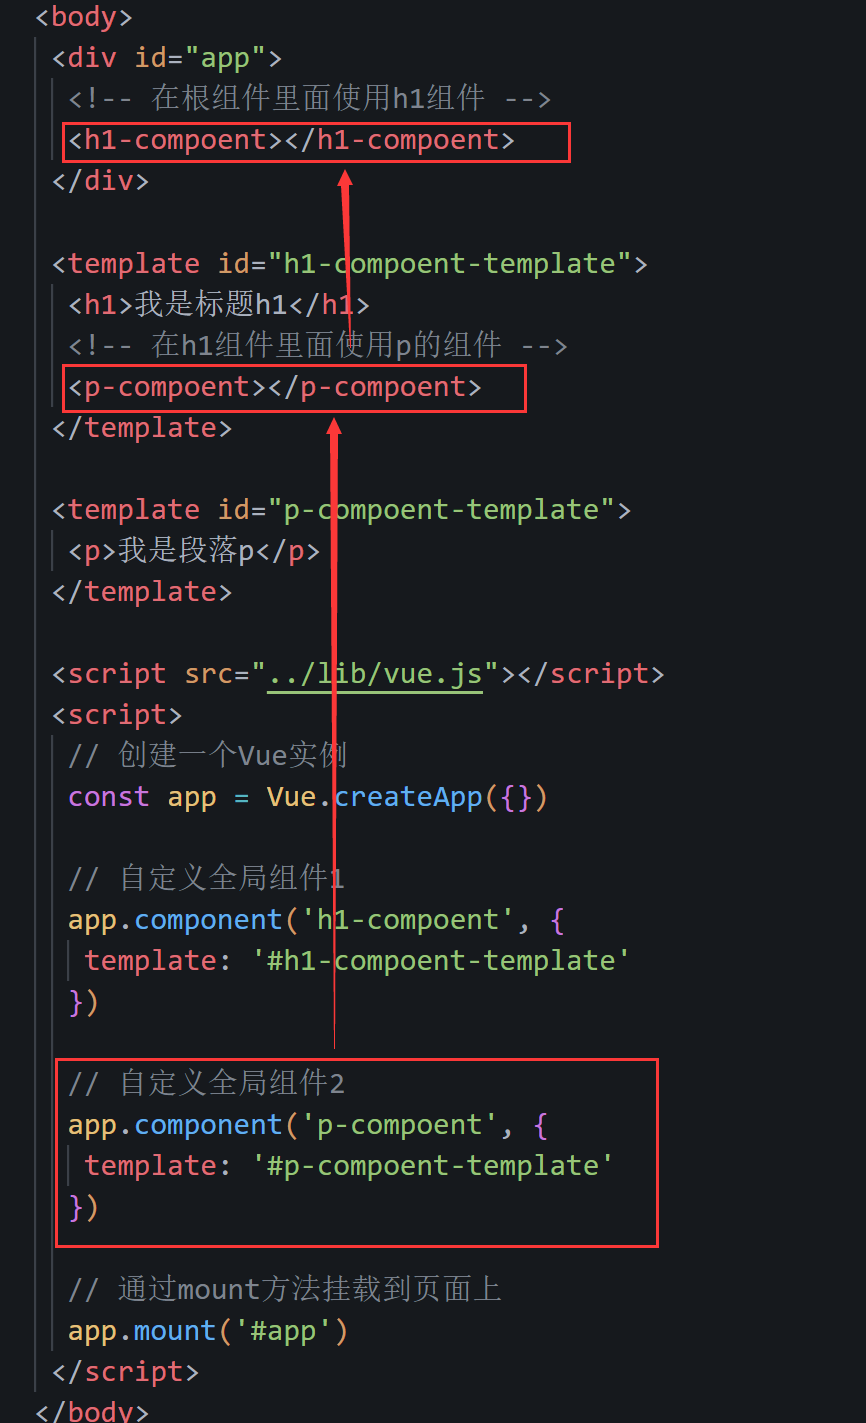 <body>
<div id="app">
<!-- 在根组件里面使用h1组件 -->
<h1-compoent></h1-compoent>
</div>
<template id="h1-compoent-template">
<h1>我是标题h1</h1>
<!-- 在h1组件里面使用p的组件 -->
<p-compoent></p-compoent>
</template>
<template id="p-compoent-template">
<p>我是段落p</p>
</template>
<script src="../lib/vue.js"></script>
<script>
// 创建一个Vue实例
const app = Vue.createApp({})
// 自定义全局组件1
app.component('h1-compoent', {
template: '#h1-compoent-template'
})
// 自定义全局组件2
app.component('p-compoent', {
template: '#p-compoent-template'
})
// 通过mount方法挂载到页面上
app.mount('#app')
</script>
</body>